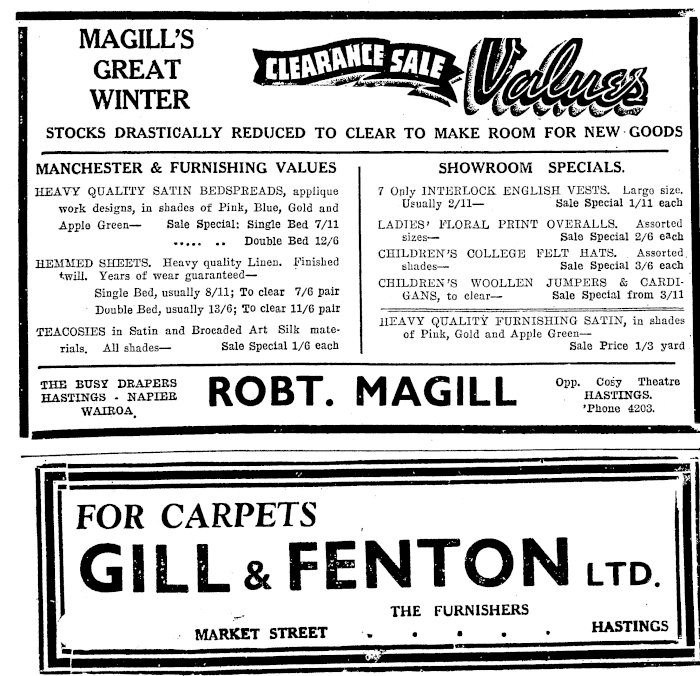 MAGILL'S
GREAT
WINTER
CLEARANCE SALE Values
STOCKS DRASTICALLY REDUCED TO CLEAR TO MAKE ROOM FOR NEW GOODS
MANCHESTER & FURNISHING VALUES
HEAVY QUALITY SATIN BEDSPREADS, applique
work designs, in shades of Pink, Blue, Gold and
Apple Green— Sale Special: Single Bed 7/11
..... .. Double Bed 12/6
HEMMED SHEETS. Heavy quality Linen. Finished
twill. Years of wear guaranteed—
Single Bed, usually 8/11; To clear 7/6 pair
Double Bed, usually 13/6; To clear 11/6 pair
TEACOSIES in Satin and Brocaded Art Silk mate-
rials. All shades— Sale Special 1/6 each
SHOWROOM SPECIALS.
7 Only INTERLOCK ENGLISH VESTS. Large size.
Usually 2/11— Sale Special 1/11 each
LADIES' FLORAL PRINT OVERALLS. Assorted
sizes— Sale Special 2/6 each
CHILDREN'S COLLEGE FELT HATS. Assorted
shades— Sale Special 3/6 each
CHILDREN'S WOOLLEN JUMPERS & CARDI-
GANS, to clear— Sale Special from 3/11
HEAVY QUALITY FURNISHING SATIN, in shades
of Pink, Gold and Apple Green—
Sale Price 1/3 yard
THE BUSY DRAPERS
HASTINGS - NAPIER
WAIROA.
ROBT. MAGILL
Opp. Cosy Theatre
HASTINGS.
'Phone 4203.
FOR CARPETS
GILL & FENTON LTD.
THE FURNISHERS
MARKET STREET . . . . . HASTINGS